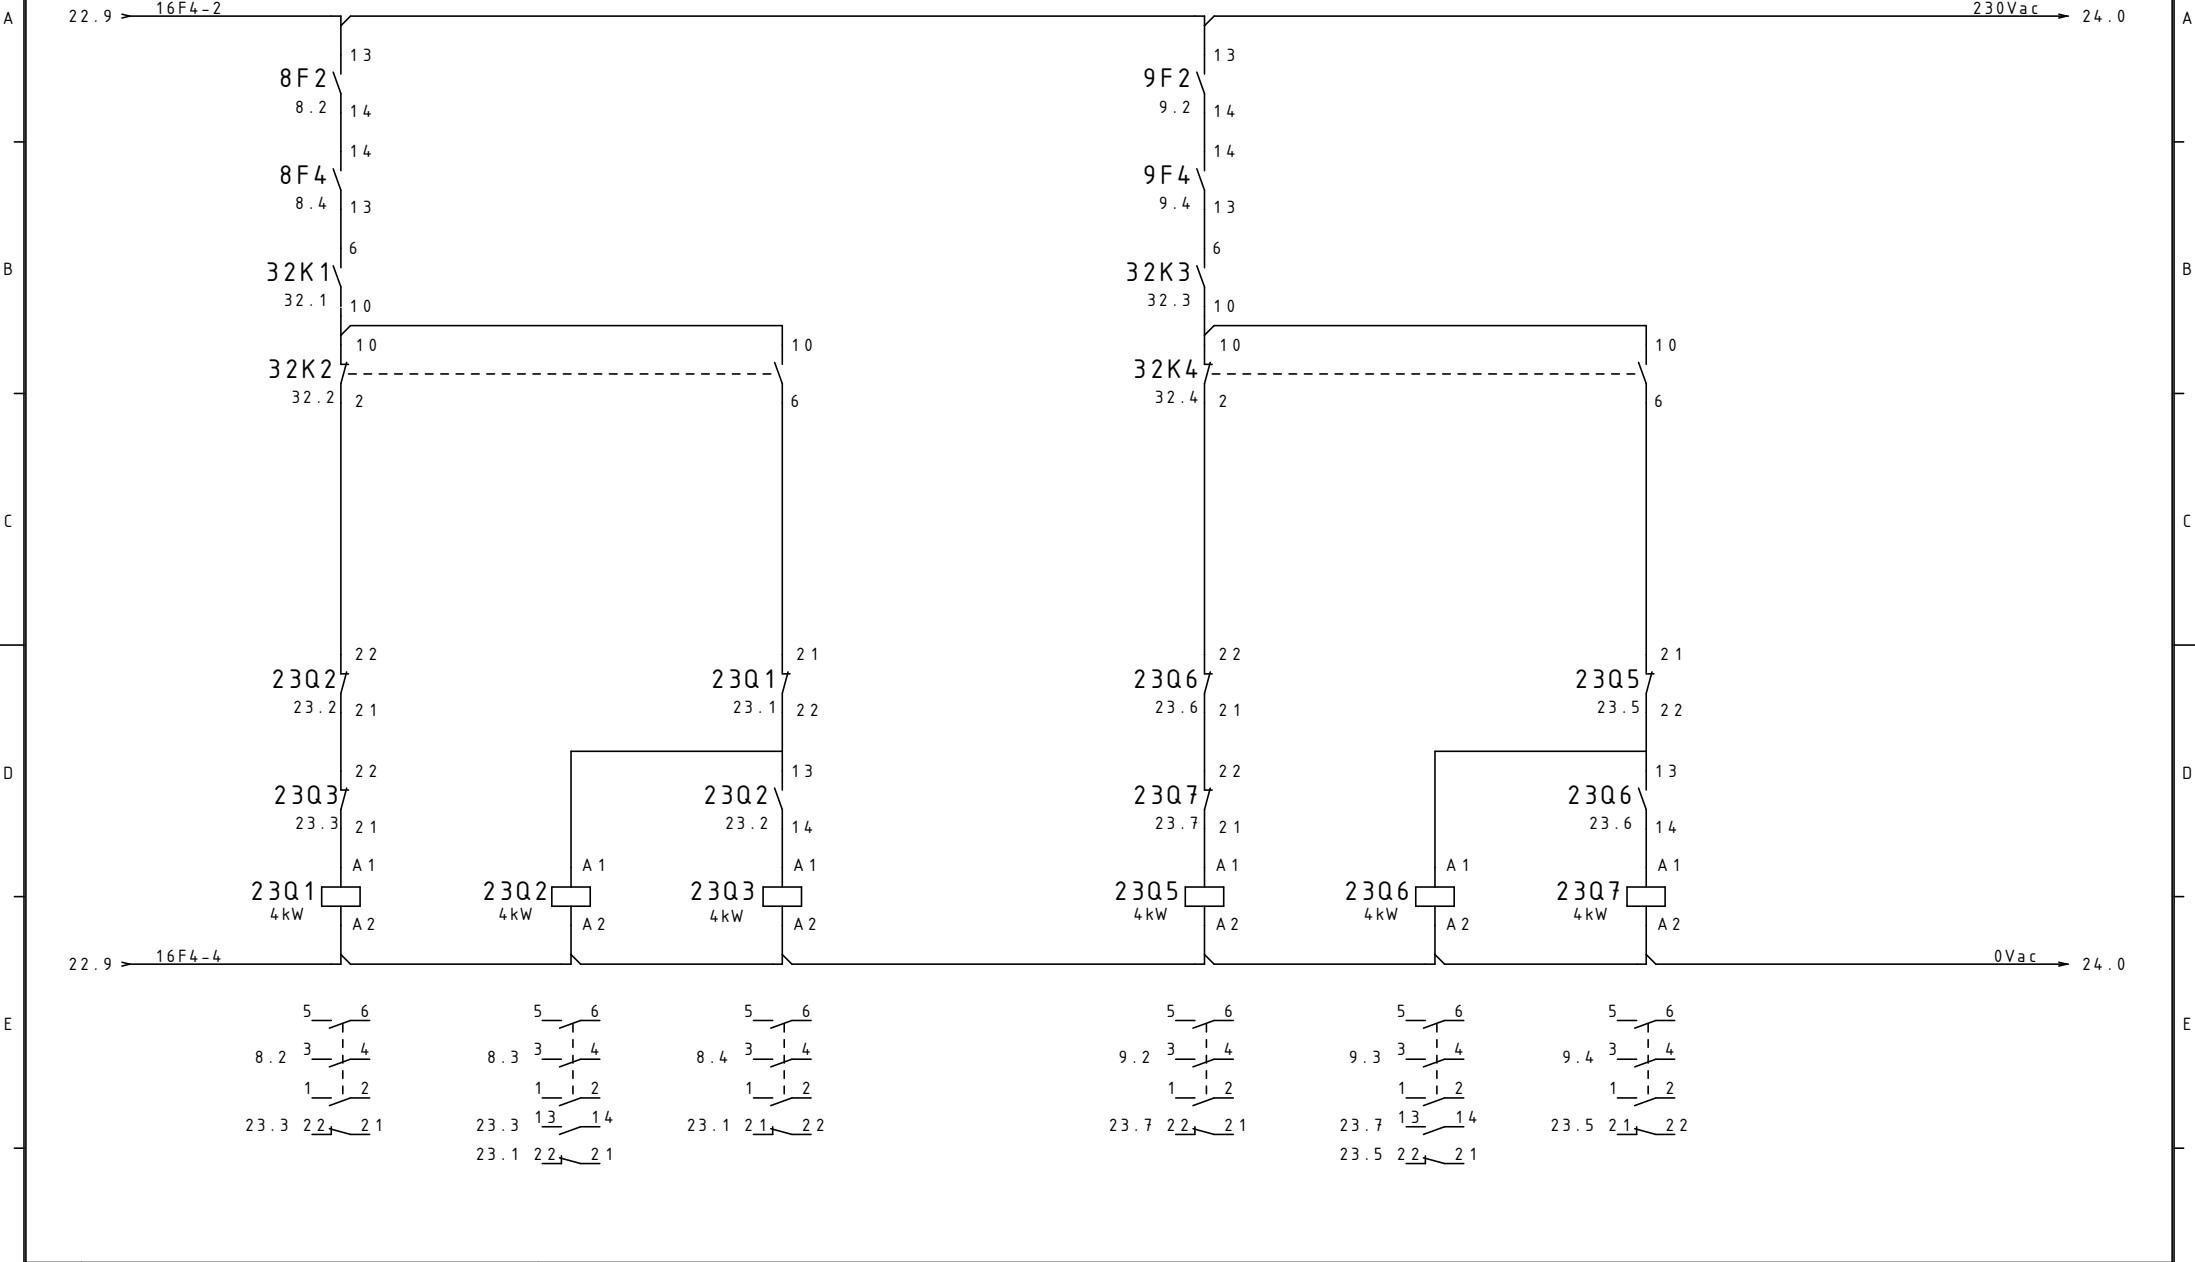 16F4-2 230Vac
A 22.9 24.0 A
13 13
8F2 9F2
8.2 14 9.2 14
14 14
8F4 9F4
8.4 13 9.4 13
6 6
B 32K1 32K3 B
32.1 10 32.3 10
10 10 10 10
32K2 32K4
32.2 2 6 32.4 2 6
C C
22 21 22 21
23Q2 23Q1 23Q6 23Q5
23.2 21 23.1 22 23.6 21 23.5 22
D 22 13 22 13 D
23Q3 23Q2 23Q7 23Q6
23.3 21 23.2 14 23.7 21 23.6 14
A1 A1 A1 A1 A1 A1
23Q1 23Q2 23Q3 23Q5 23Q6 23Q7
4kW 4kW 4kW 4kW 4kW 4kW
A2 A2 A2 A2 A2 A2
16F4-4 0Vac
22.9 24.0
E 5 6 5 6 5 6 5 6 5 6 5 6 E
8.2 3 4 8.3 3 4 8.4 3 4 9.2 3 4 9.3 3 4 9.4 3 4
1 2 1 2 1 2 1 2 1 2 1 2
23.3 22 21 23.3 13 14 23.1 21 22 23.7 22 21 23.7 13 14 23.5 21 22
23.1 22 21 23.5 22 21